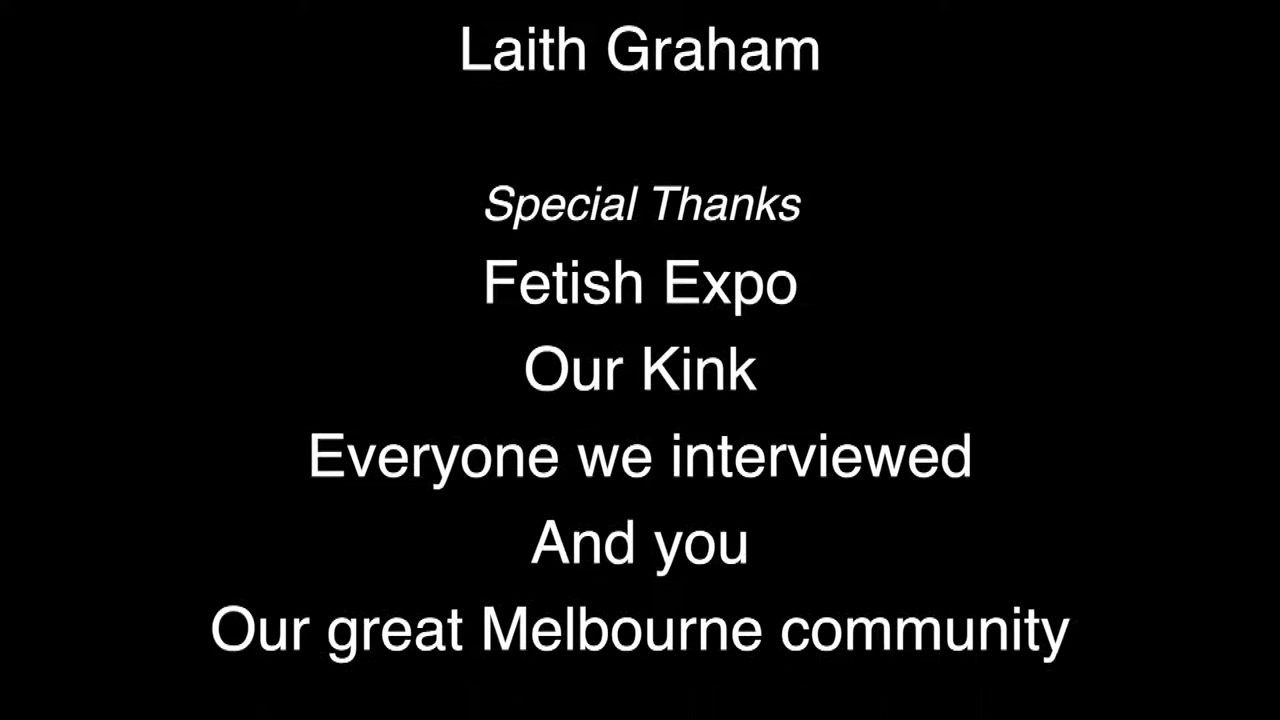 Laith Graham
Special Thanks
Fetish Expo
Our Kink
Everyone we interviewed
And you
Our great Melbourne community